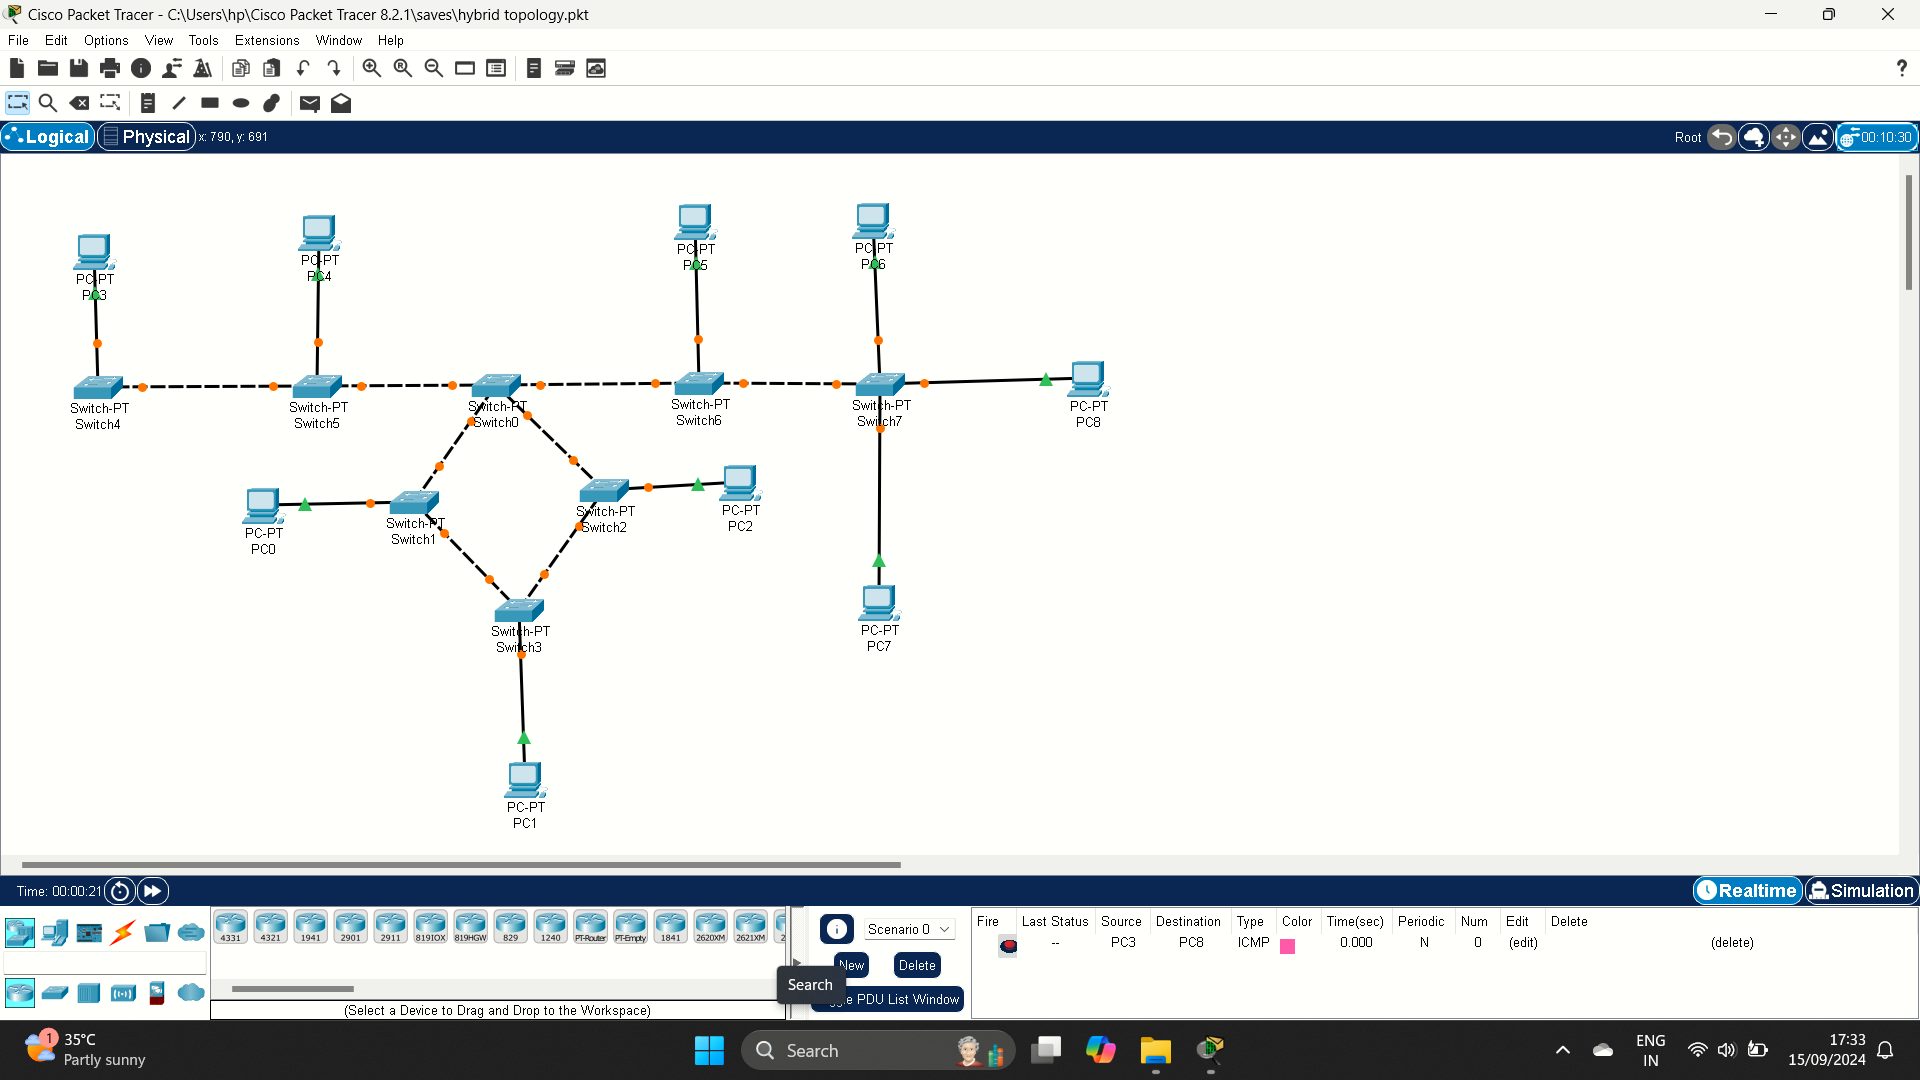 Cisco Packet Tracer - C:\Users\hp\Cisco Packet Tracer 8.2.1\saves\hybrid topology.pkt
File Edit Options View Tools Extensions Window Help
?
Logical Physical x: 790, y: 691 Root 00:10:30
PC-PT
PC3
PC-PT
PC4
PC-PT
PC5
PC-PT
PC6
Switch-PT
Switch4
Switch-PT
Switch5
Switch-PT
Switch0
Switch-PT
Switch6
Switch-PT
Switch7
PC-PT
PC8
PC-PT
PC0
Switch-PT
Switch1
Switch-PT
Switch2
PC-PT
PC2
Switch-PT
Switch3
PC-PT
PC7
PC-PT
PC1
Time: 00:00:21 Realtime Simulation
4331 4321 1941 2901 2911 819IOX 819HGW 829 1240 PT-Router PT-Empty 1841 2620XM 2621XM 2
(Select a Device to Drag and Drop to the Workspace)
Scenario 0
New Delete
PDU List Window
Search
Fire Last Status Source Destination Type Color Time(sec) Periodic Num Edit Delete
-- PC3 PC8 ICMP 0.000 N 0 (edit) (delete)
1
35°C
Partly sunny
Search
ENG
IN
17:33
15/09/2024